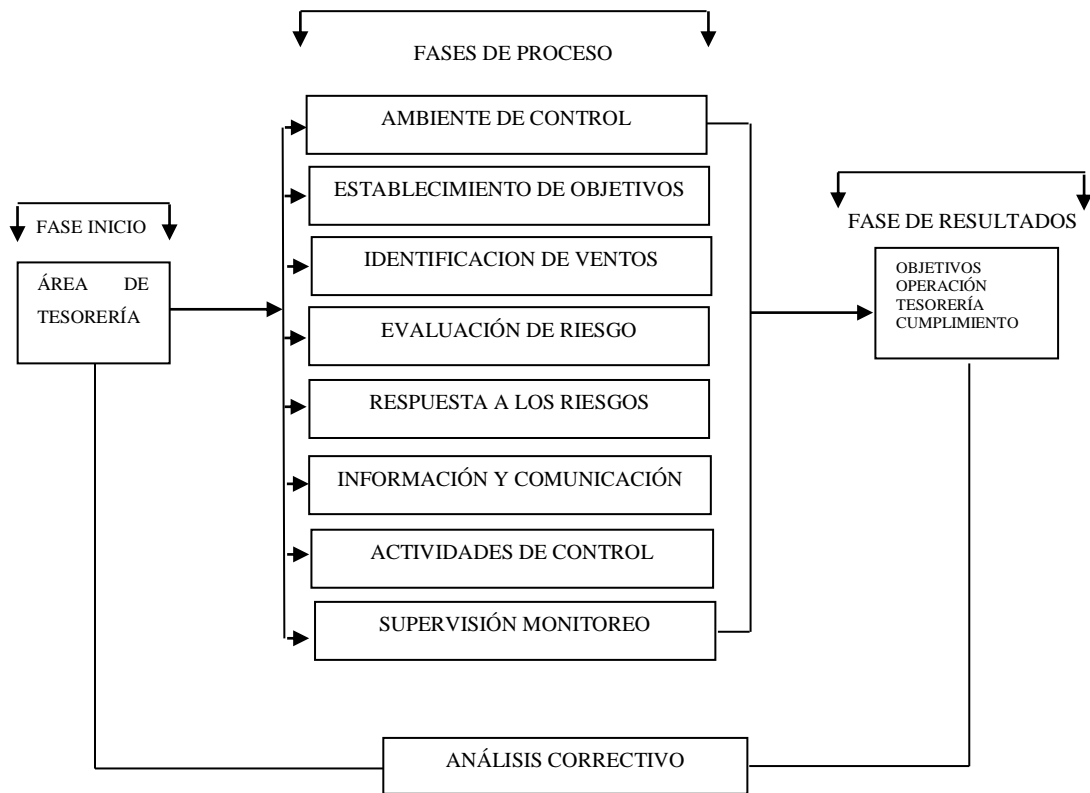 FASES DE PROCESO
AMBIENTE DE CONTROL
ESTABLECIMIENTO DE OBJETIVOS
FASE INICIO
FASE DE RESULTADOS
IDENTIFICACION DE VENTOS
ÁREA DE
TESORERÍA
OBJETIVOS
OPERACIÓN
TESORERÍA
CUMPLIMIENTO
EVALUACIÓN DE RIESGO
RESPUESTA A LOS RIESGOS
INFORMACIÓN Y COMUNICACIÓN
ACTIVIDADES DE CONTROL
SUPERVISIÓN MONITOREO
ANÁLISIS CORRECTIVO